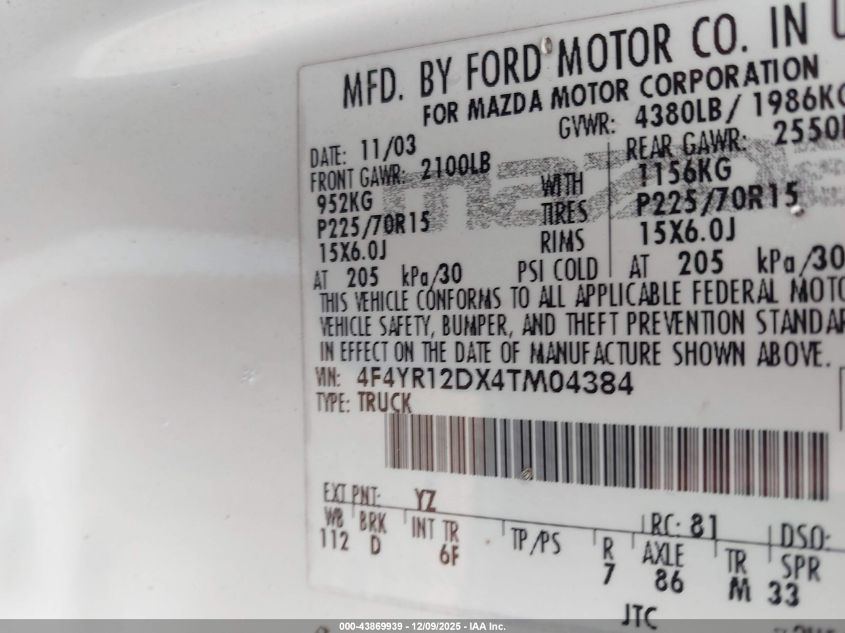 MFD. BY FORD MOTOR CO. IN
FOR MAZDA MOTOR CORPORATION
GVWR: 4380LB/ 1986KG
DATE: 11/03
FRONT GAWR: 2100LB
952KG
P225/70R15
15X6.0J
AT 205 kPa/30
WITH
TIRES
RIMS
PSI COLD
REAR GAWR: 2550
1156KG
P225/70R15
15X6.0J
AT 205 kPa/30
mazda
THIS VEHICLE CONFORMS TO ALL APPLICABLE FEDERAL MOTO
VEHICLE SAFETY, BUMPER, AND THEFT PREVENTION STANDAR
IN EFFECT ON THE DATE OF MANUFACTURE SHOWN ABOVE.
VIN: 4F4YR12DX4TM04384
TYPE: TRUCK
EXT PNT: YZ
RC: 81
DSO:
WB BRK INT TR TP/PS R AXLE TR SPR
112 D 6F 7 86 M 33
JTC
000-43869939 - 12/09/2025 - IAA Inc.